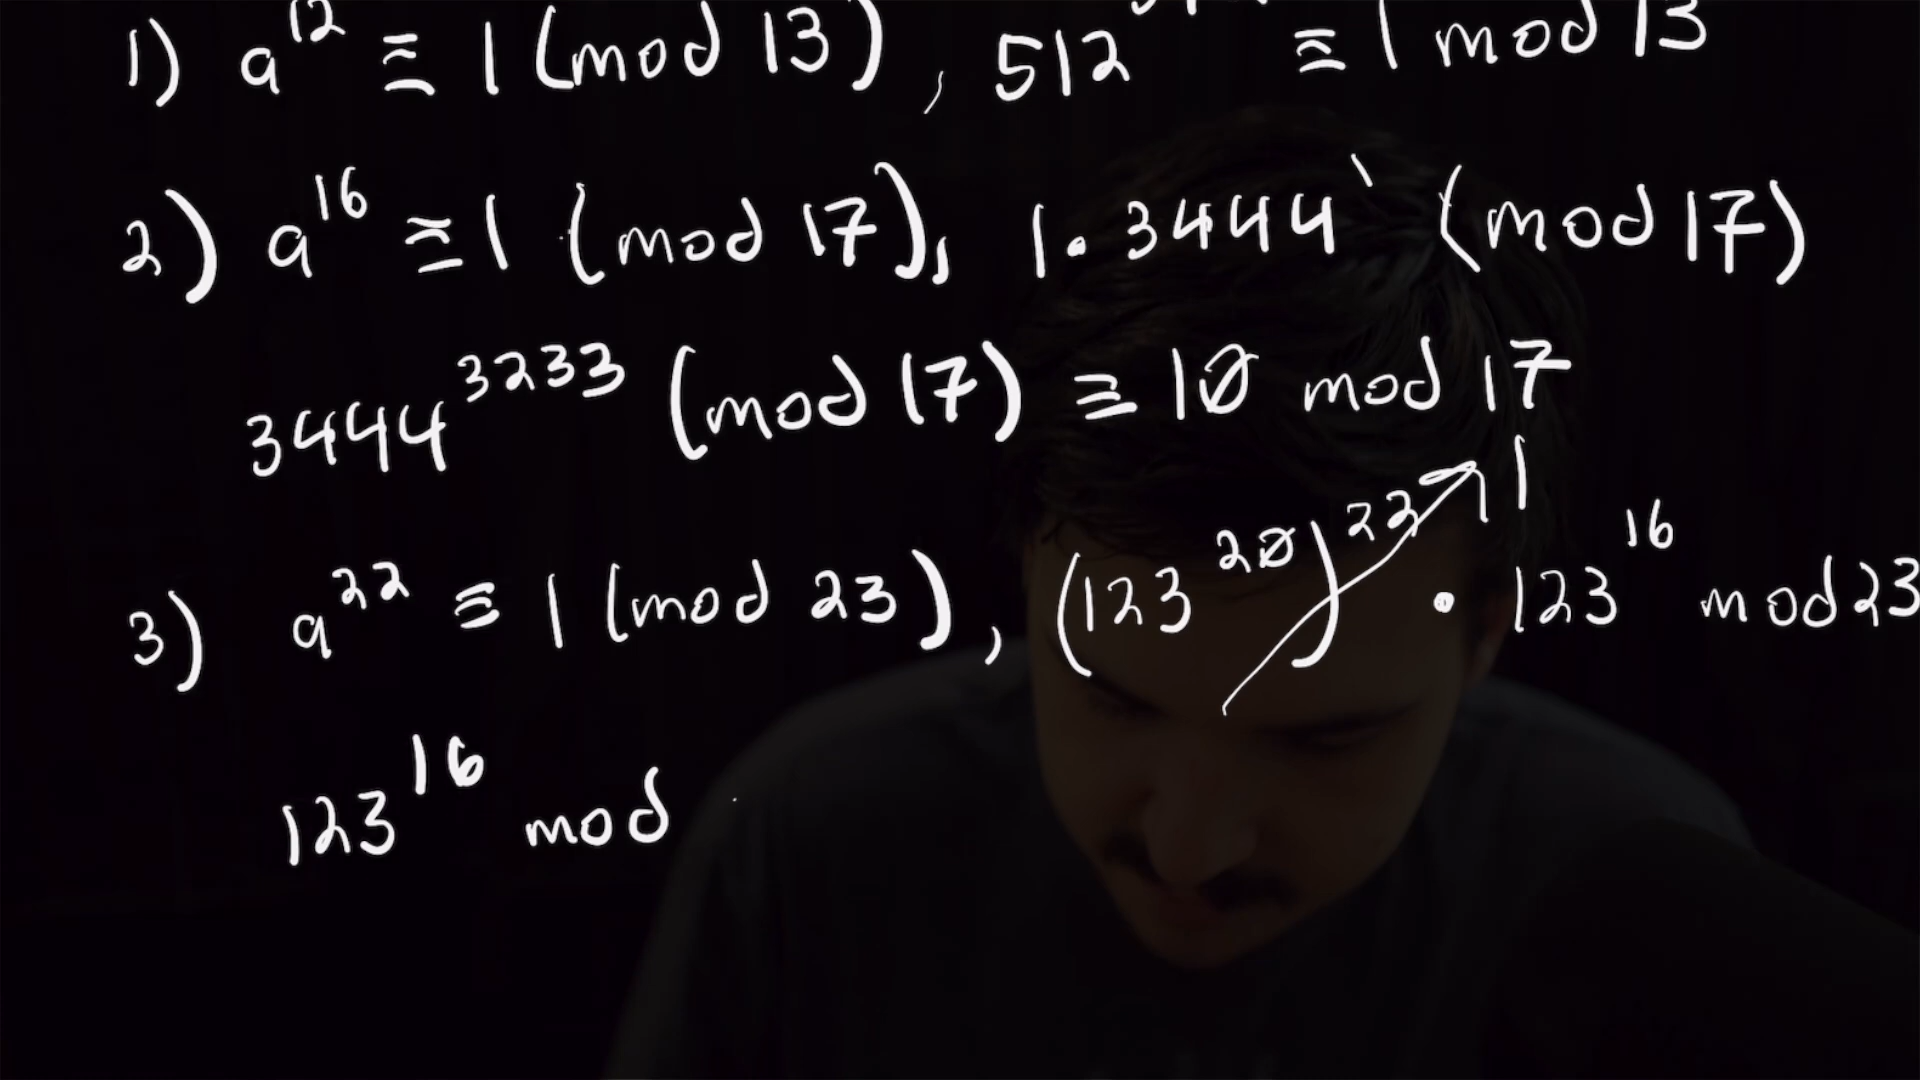 1) a^12 ≡ 1 (mod 13), 512 ≡ 1 mod 13
2) a^16 ≡ 1 (mod 17), 1 · 3444^1 (mod 17)
3444^3233 (mod 17) ≡ 10 mod 17
3) a^22 ≡ 1 (mod 23), (123^20)^22 1 · 123^16 mod 23
123^16 mod